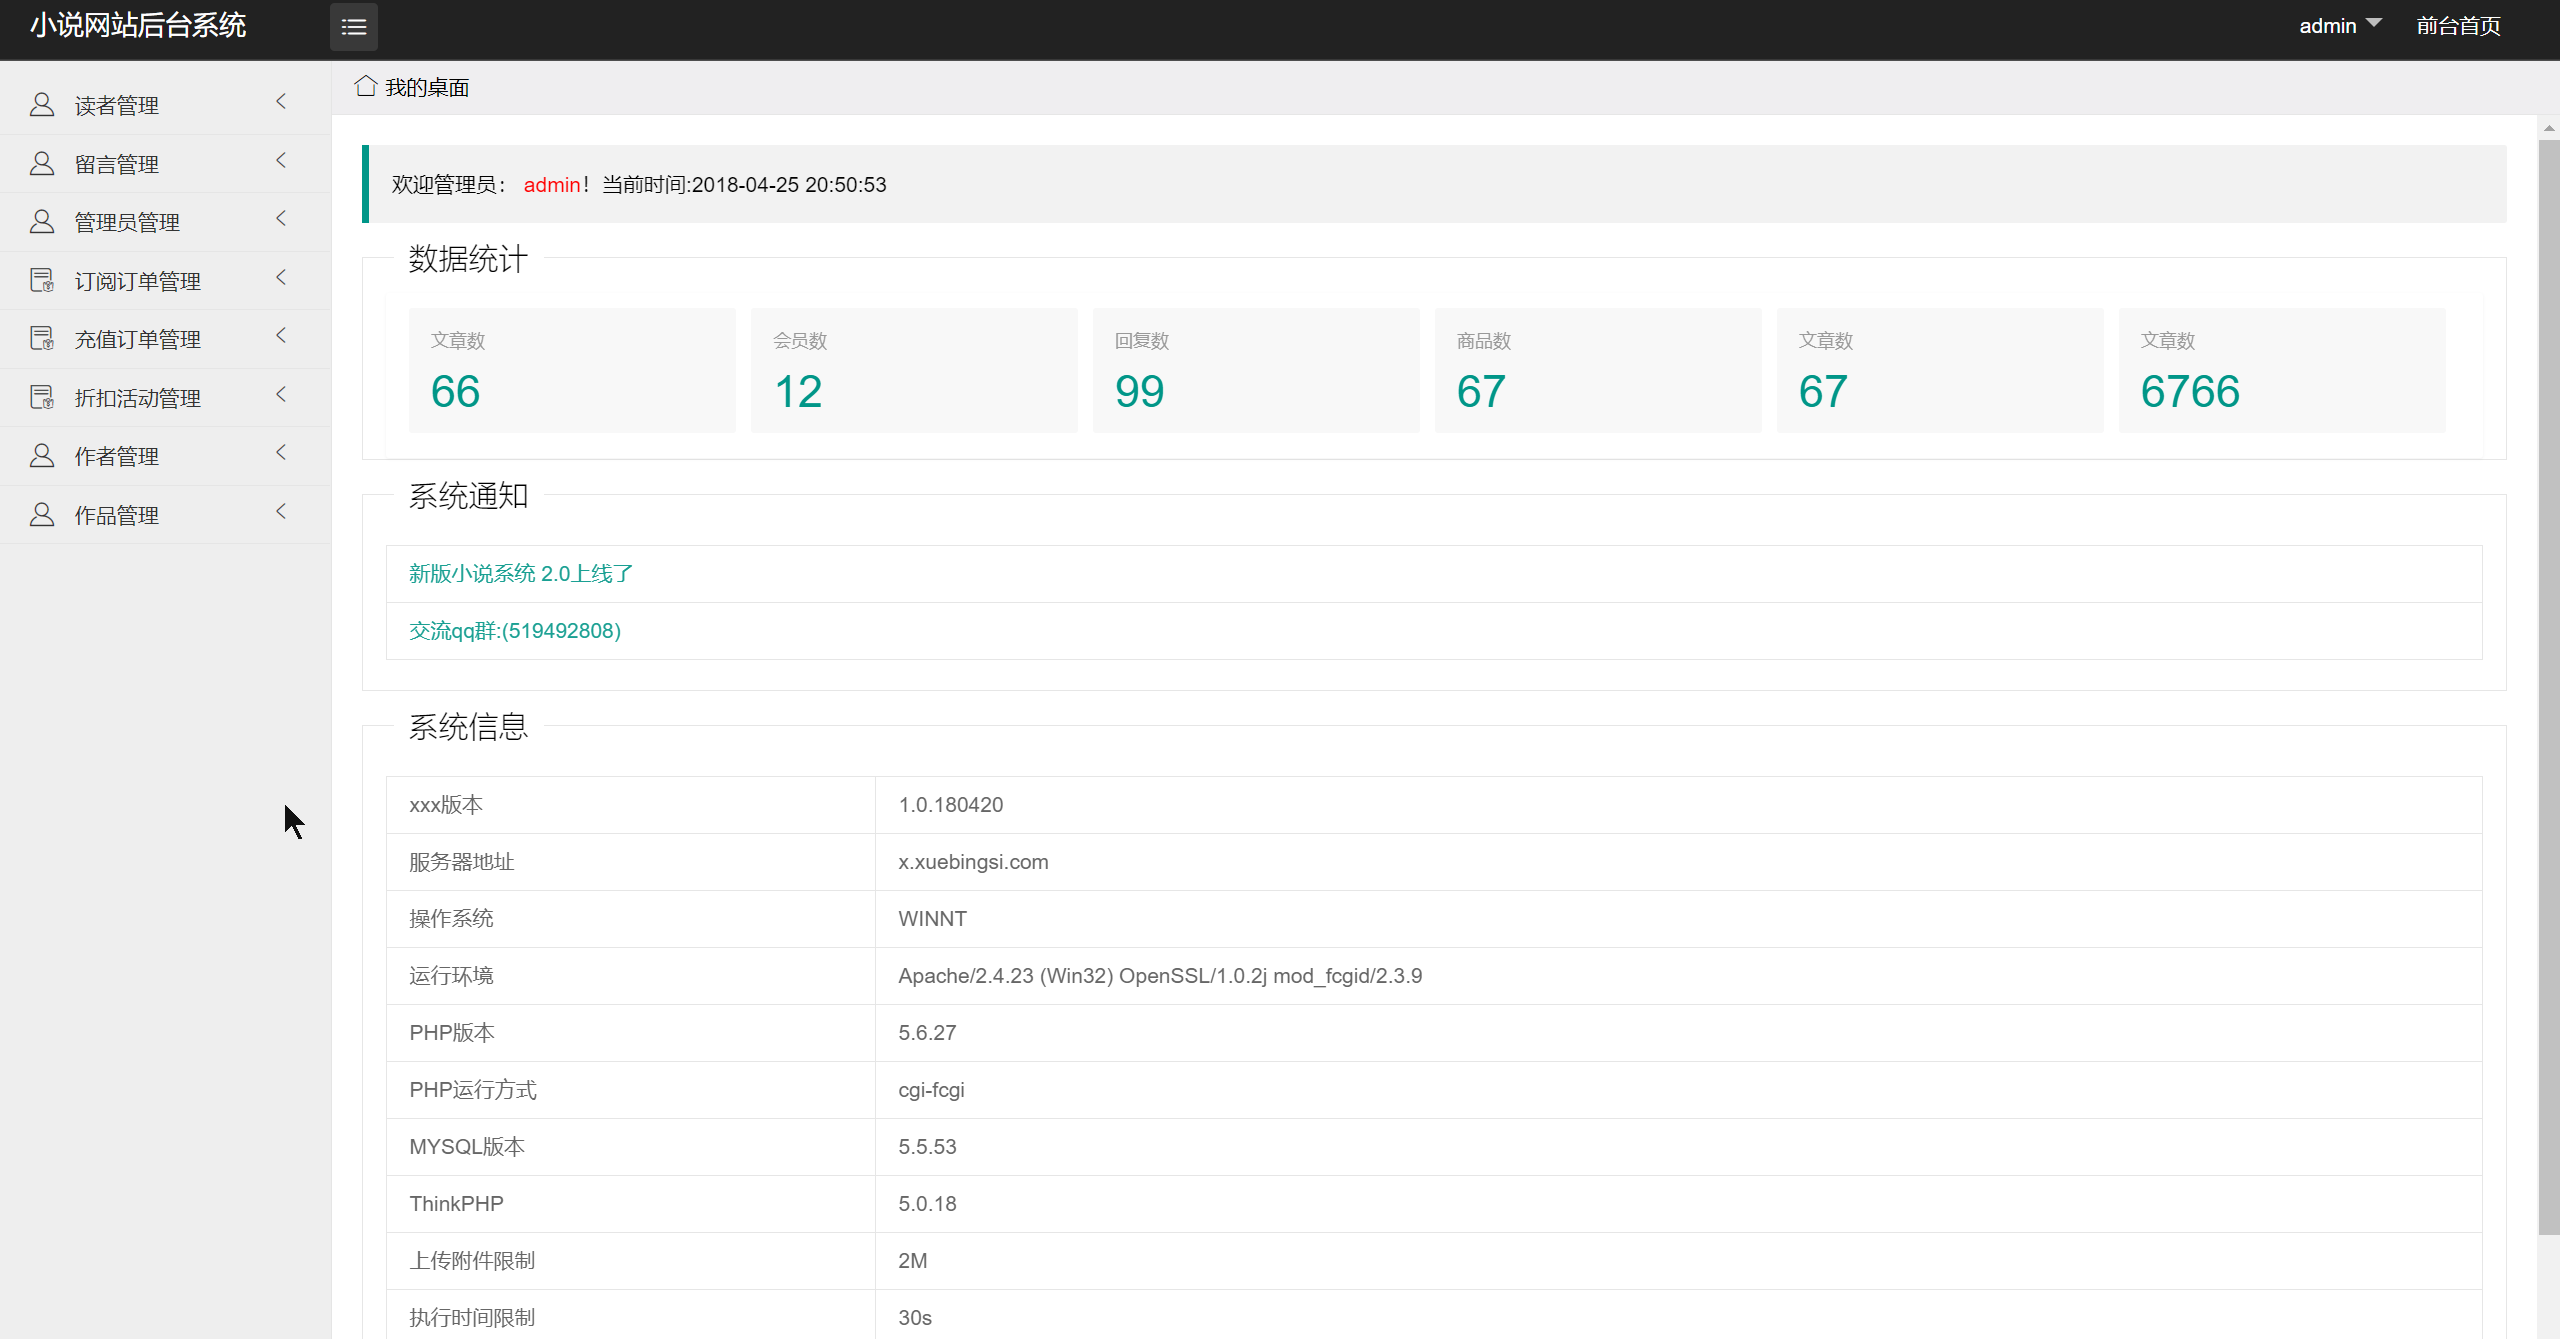 小说网站后台系统
admin
前台首页
读者管理
留言管理
管理员管理
订阅订单管理
充值订单管理
折扣活动管理
作者管理
作品管理
我的桌面
欢迎管理员： admin！当前时间:2018-04-25 20:50:53
数据统计
文章数
66
会员数
12
回复数
99
商品数
67
文章数
67
文章数
6766
系统通知
新版小说系统 2.0上线了
交流qq群:(519492808)
系统信息
xxx版本 1.0.180420
服务器地址 x.xuebingsi.com
操作系统 WINNT
运行环境 Apache/2.4.23 (Win32) OpenSSL/1.0.2j mod_fcgid/2.3.9
PHP版本 5.6.27
PHP运行方式 cgi-fcgi
MYSQL版本 5.5.53
ThinkPHP 5.0.18
上传附件限制 2M
执行时间限制 30s